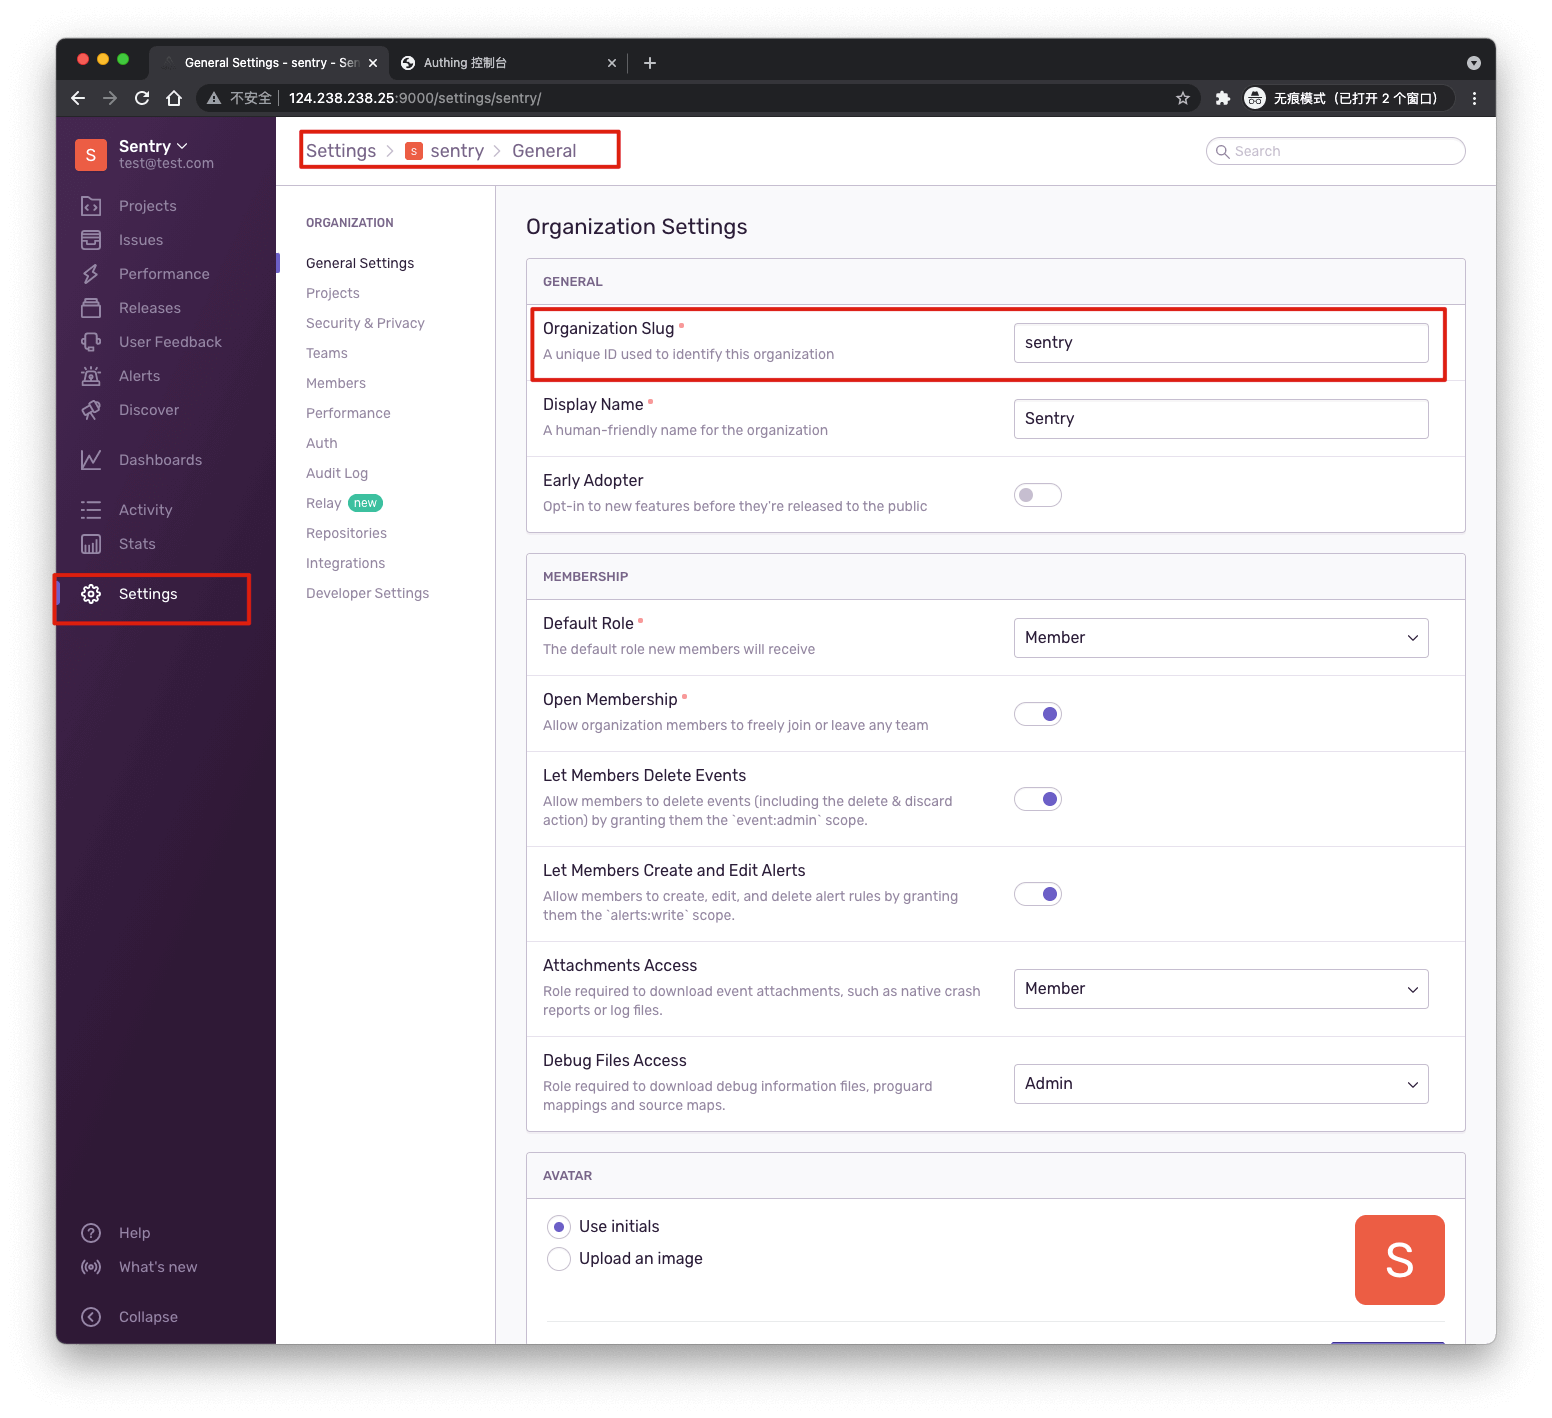 General Settings - sentry - Sen
Authing 控制台
不安全
124.238.238.25:9000/settings/sentry/
无痕模式（已打开 2 个窗口）
S
Sentry
test@test.com
Projects
Issues
Performance
Releases
User Feedback
Alerts
Discover
Dashboards
Activity
Stats
Settings
Help
What's new
Collapse
Settings > S sentry > General
Search
ORGANIZATION
General Settings
Projects
Security & Privacy
Teams
Members
Performance
Auth
Audit Log
Relay new
Repositories
Integrations
Developer Settings
Organization Settings
GENERAL
Organization Slug
A unique ID used to identify this organization
sentry
Display Name
A human-friendly name for the organization
Sentry
Early Adopter
Opt-in to new features before they're released to the public
MEMBERSHIP
Default Role
The default role new members will receive
Member
Open Membership
Allow organization members to freely join or leave any team
Let Members Delete Events
Allow members to delete events (including the delete & discard
action) by granting them the `event:admin` scope.
Let Members Create and Edit Alerts
Allow members to create, edit, and delete alert rules by granting
them the `alerts:write` scope.
Attachments Access
Role required to download event attachments, such as native crash
reports or log files.
Member
Debug Files Access
Role required to download debug information files, proguard
mappings and source maps.
Admin
AVATAR
Use initials
Upload an image
S